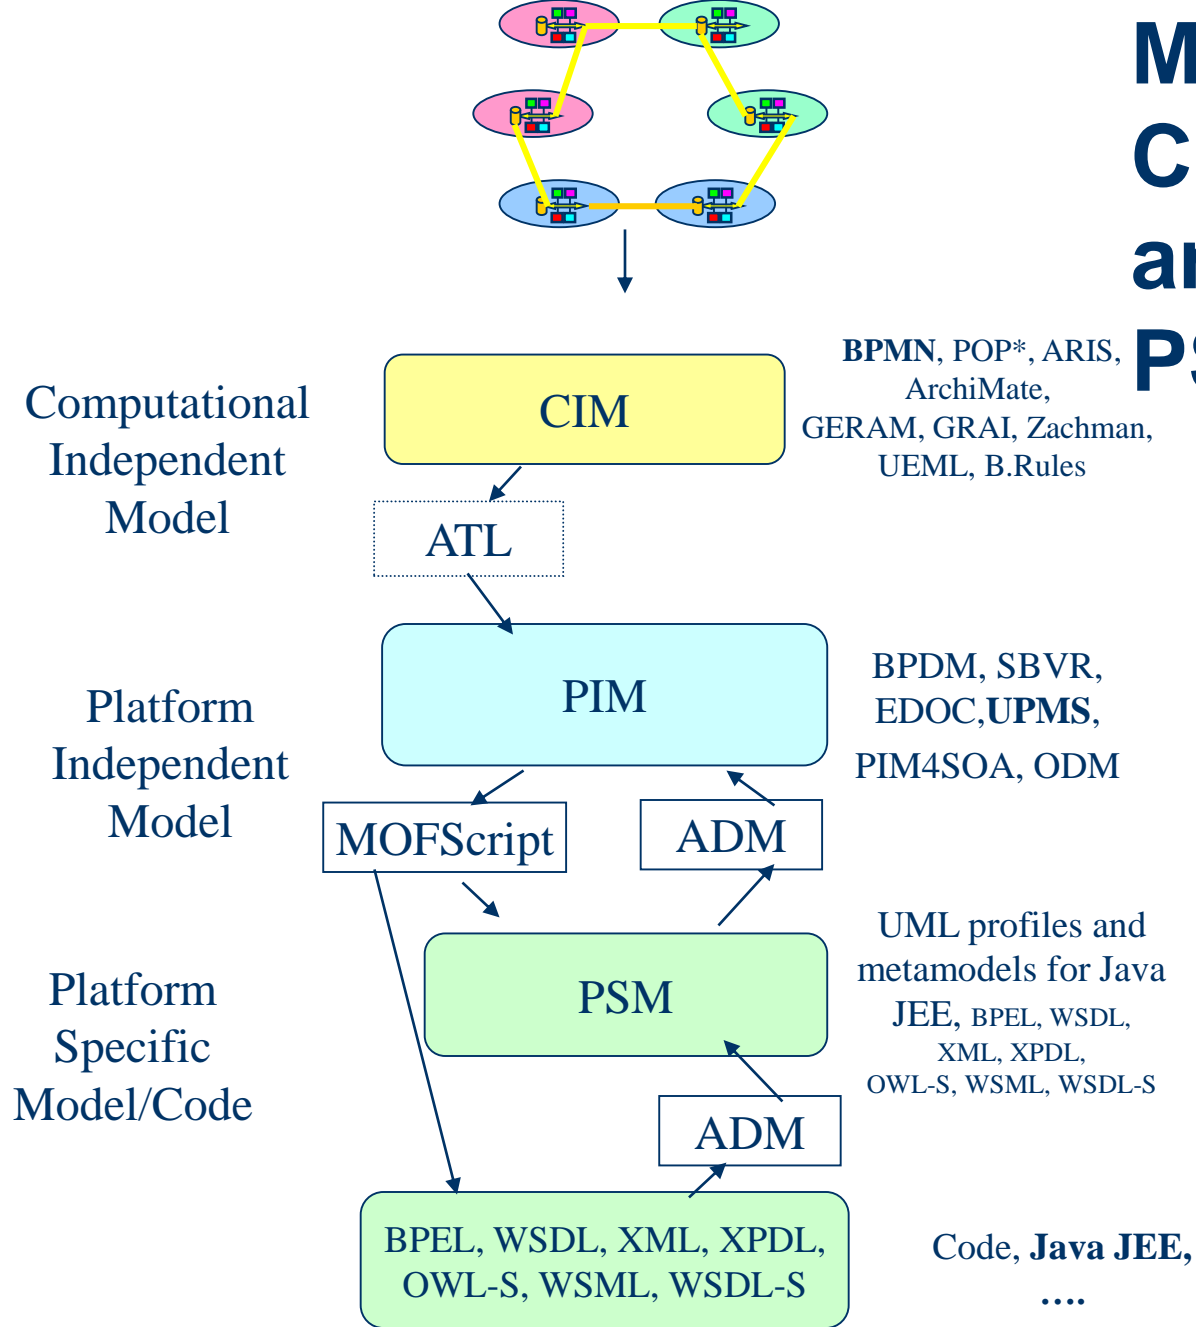 M
C
ar
PS
BPMN, POP*, ARIS,
ArchiMate,
GERAM, GRAI, Zachman,
UEML, B.Rules
Computational
Independent
Model
CIM
ATL
Platform
Independent
Model
PIM
BPDM, SBVR,
EDOC,UPMS,
PIM4SOA, ODM
MOFScript
ADM
Platform
Specific
Model/Code
PSM
UML profiles and
metamodels for Java
JEE, BPEL, WSDL,
XML, XPDL,
OWL-S, WSML, WSDL-S
ADM
BPEL, WSDL, XML, XPDL,
OWL-S, WSML, WSDL-S
Code, Java JEE,
....